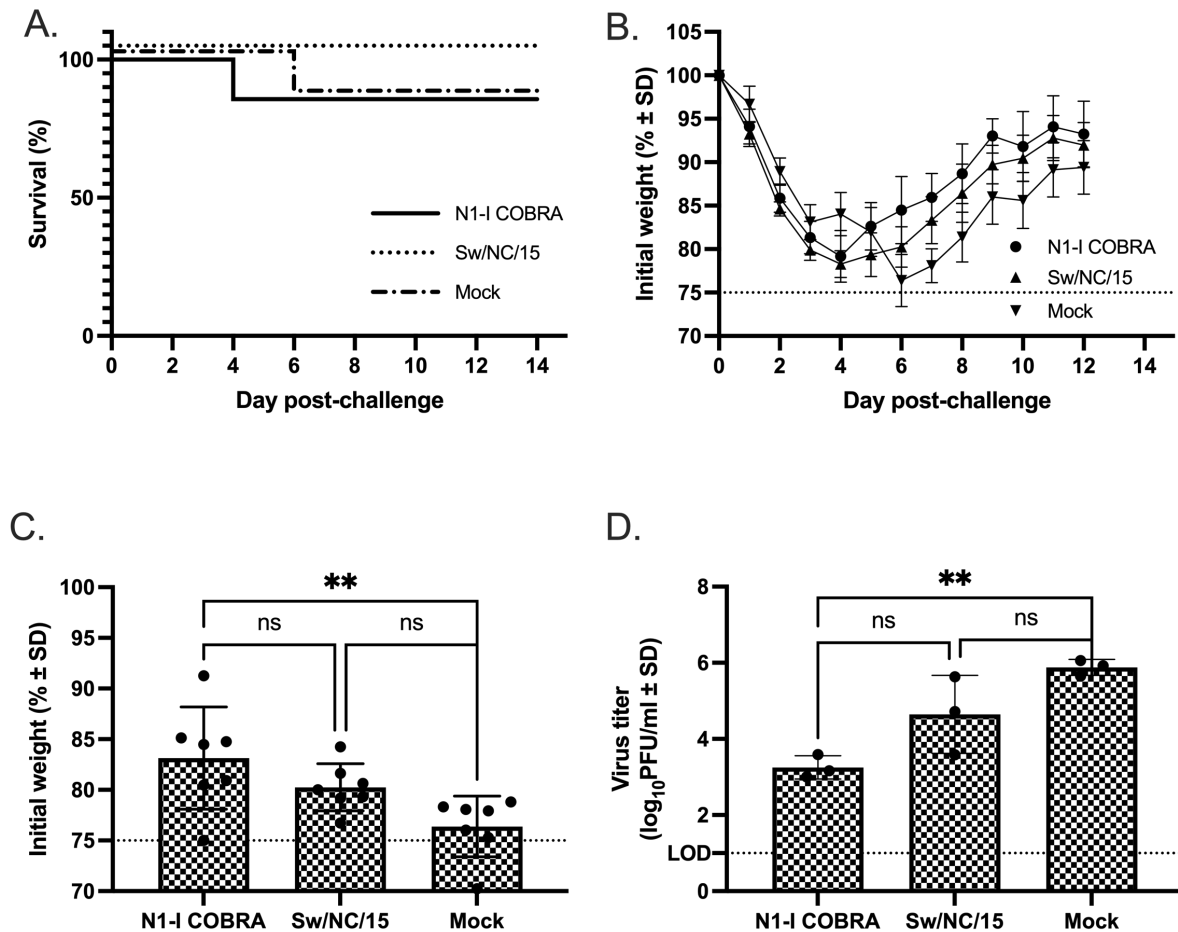 A.
Survival (%)
100
50
0
N1-I COBRA
Sw/NC/15
Mock
0 2 4 6 8 10 12 14
Day post-challenge
B.
Initial weight (% ± SD)
105
100
95
90
85
80
75
70
N1-I COBRA
Sw/NC/15
Mock
0 2 4 6 8 10 12 14
Day post-challenge
C.
Initial weight (% ± SD)
100
95
90
85
80
75
70
**
ns ns
N1-I COBRA Sw/NC/15 Mock
D.
Virus titer
(log10PFU/ml ± SD)
8
6
4
2
LOD
0
**
ns ns
N1-I COBRA Sw/NC/15 Mock